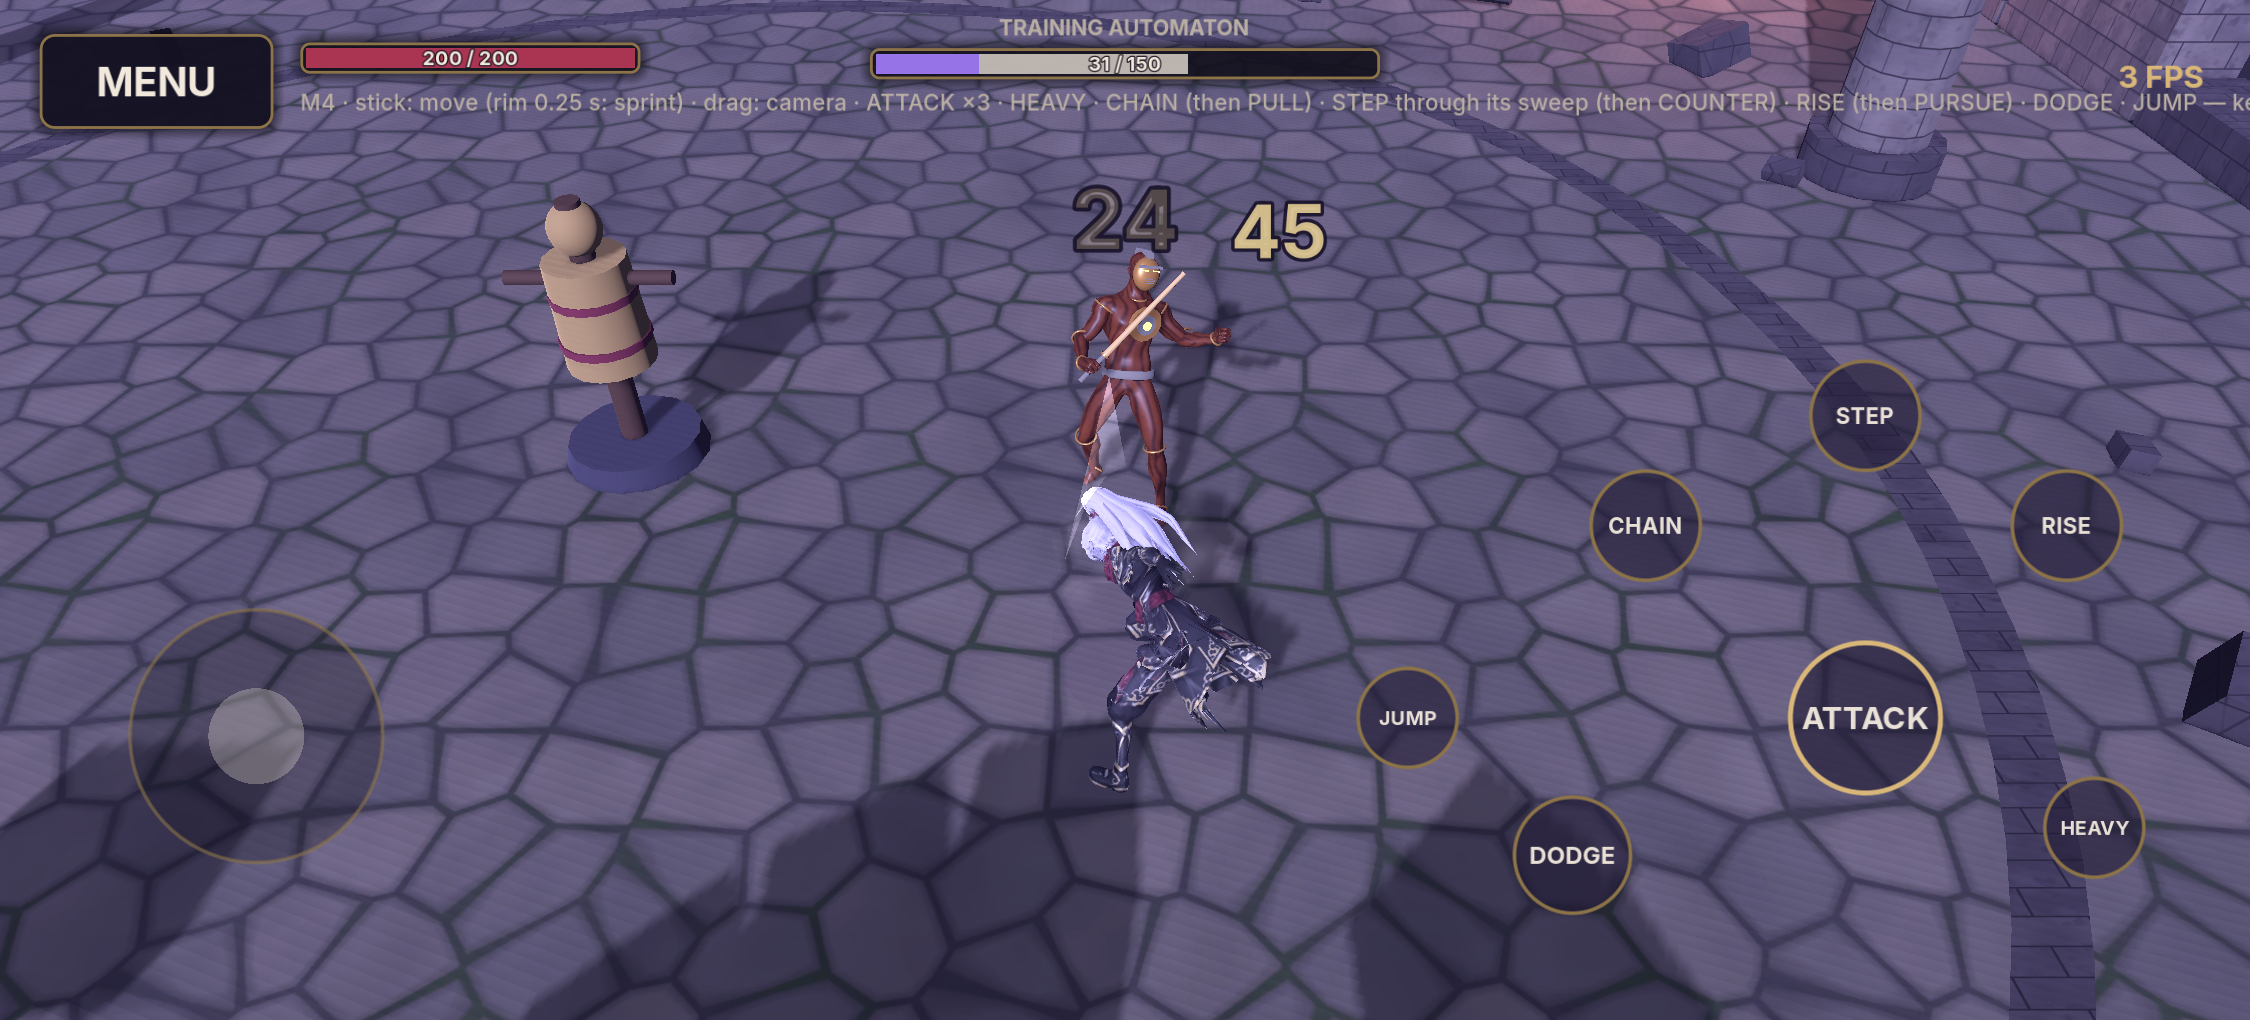 TRAINING AUTOMATON
MENU
200 / 200
31 / 150
3 FPS
M4 · stick: move (rim 0.25 s: sprint) · drag: camera · ATTACK ×3 · HEAVY · CHAIN (then PULL) · STEP through its sweep (then COUNTER) · RISE (then PURSUE) · DODGE · JUMP — ke
24
45
STEP
CHAIN
RISE
JUMP
ATTACK
HEAVY
DODGE